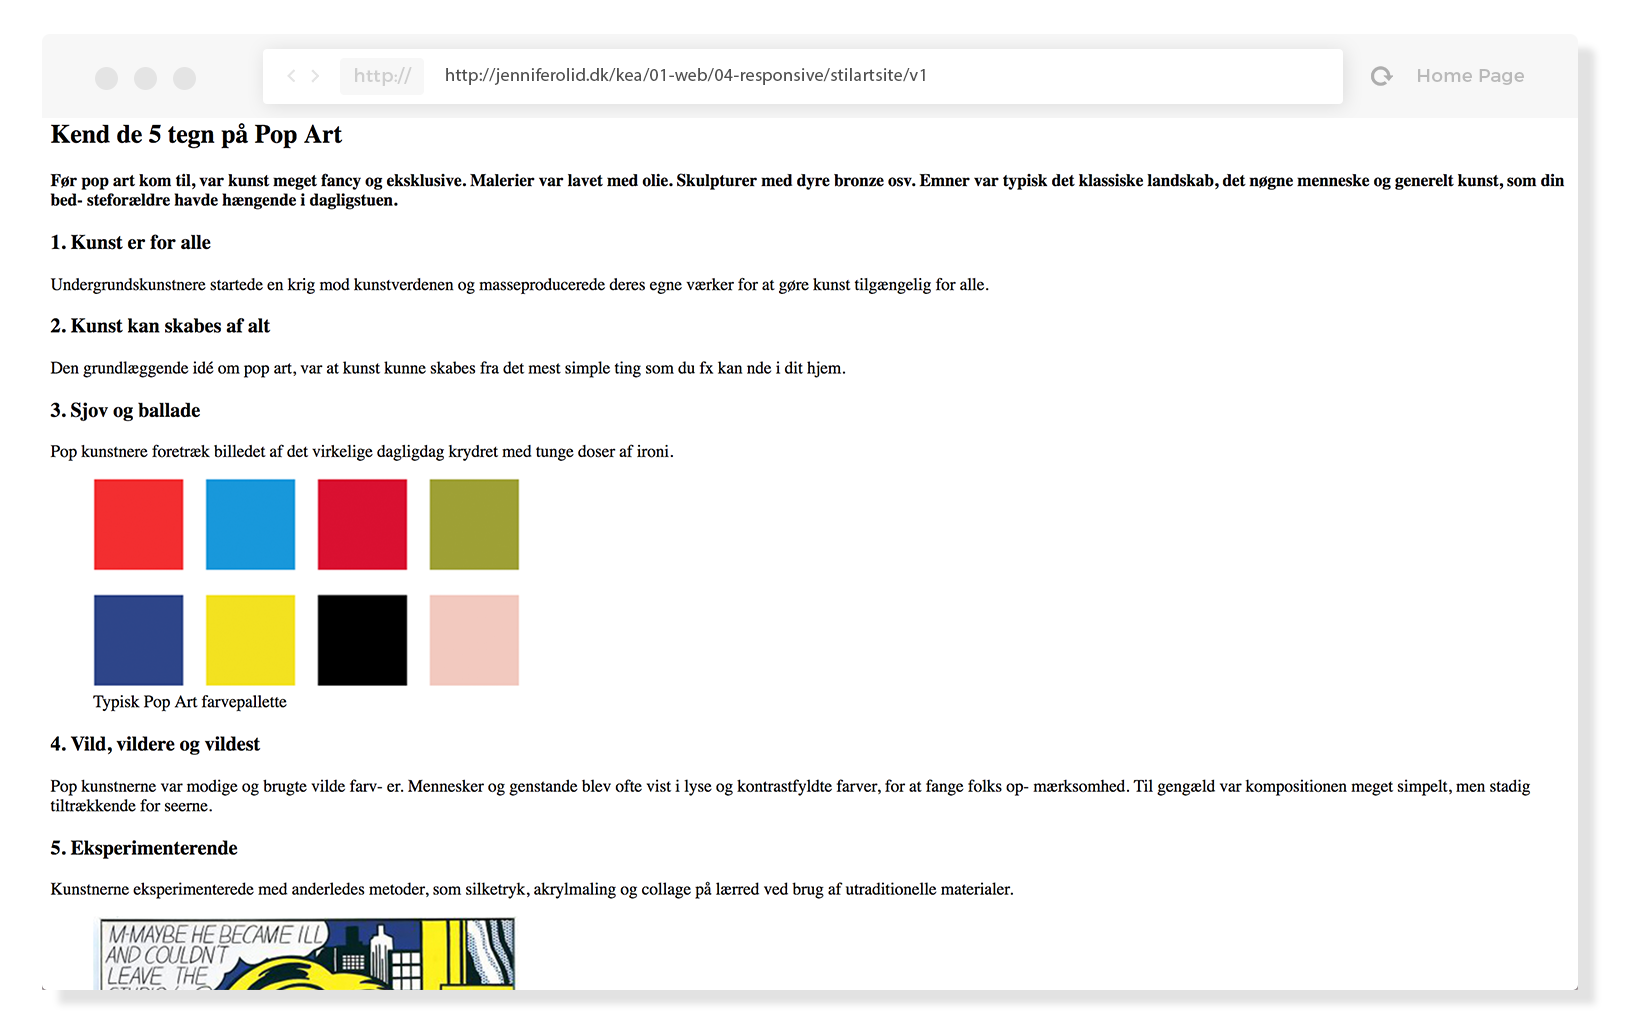 http://
http://jenniferolid.dk/kea/01-web/04-responsive/stilartsite/v1
Home Page
Kend de 5 tegn på Pop Art
Før pop art kom til, var kunst meget fancy og eksklusive. Malerier var lavet med olie. Skulpturer med dyre bronze osv. Emner var typisk det klassiske landskab, det nøgne menneske og generelt kunst, som din
bed- steforældre havde hængende i dagligstuen.
1. Kunst er for alle
Undergrundskunstnere startede en krig mod kunstverdenen og masseproducerede deres egne værker for at gøre kunst tilgængelig for alle.
2. Kunst kan skabes af alt
Den grundlæggende idé om pop art, var at kunst kunne skabes fra det mest simple ting som du fx kan nde i dit hjem.
3. Sjov og ballade
Pop kunstnere foretræk billedet af det virkelige dagligdag krydret med tunge doser af ironi.
Typisk Pop Art farvepallette
4. Vild, vildere og vildest
Pop kunstnerne var modige og brugte vilde farv- er. Mennesker og genstande blev ofte vist i lyse og kontrastfyldte farver, for at fange folks op- mærksomhed. Til gengæld var kompositionen meget simpelt, men stadig
tiltrækkende for seerne.
5. Eksperimenterende
Kunstnerne eksperimenterede med anderledes metoder, som silketryk, akrylmaling og collage på lærred ved brug af utraditionelle materialer.
M-MAYBE HE BECAME ILL
AND COULDN'T
LEAVE THE